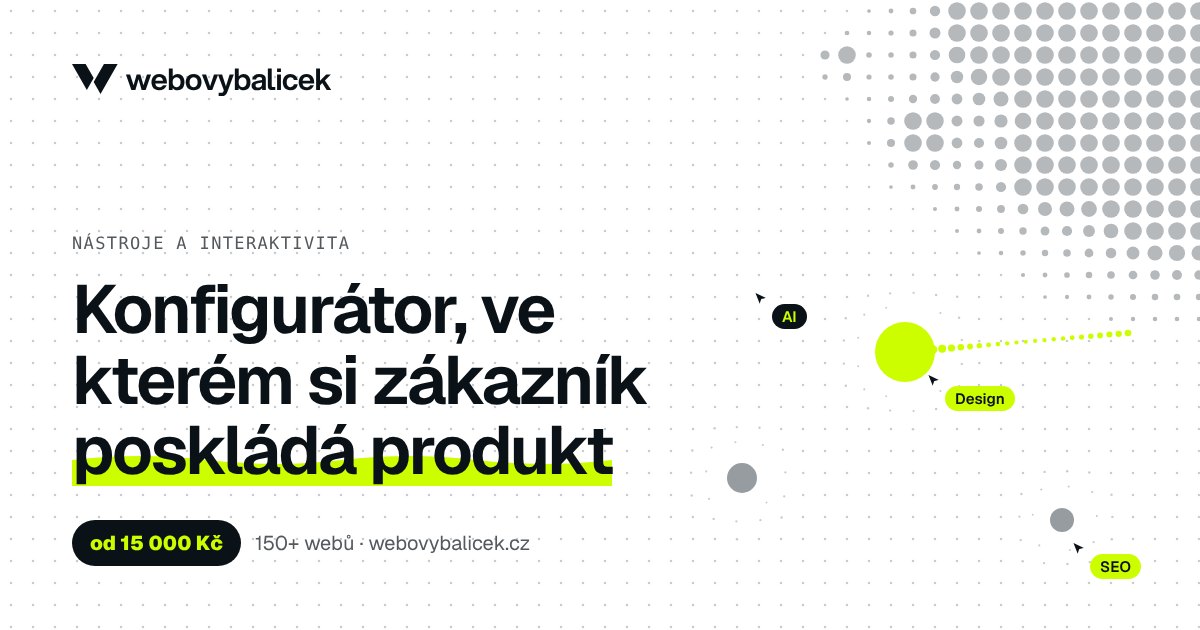 webovybalicek
NÁSTROJE A INTERAKTIVITA
Konfigurátor, ve
kterém si zákazník
poskládá produkt
od 15 000 Kč
150+ webů · webovybalicek.cz
AI
Design
SEO